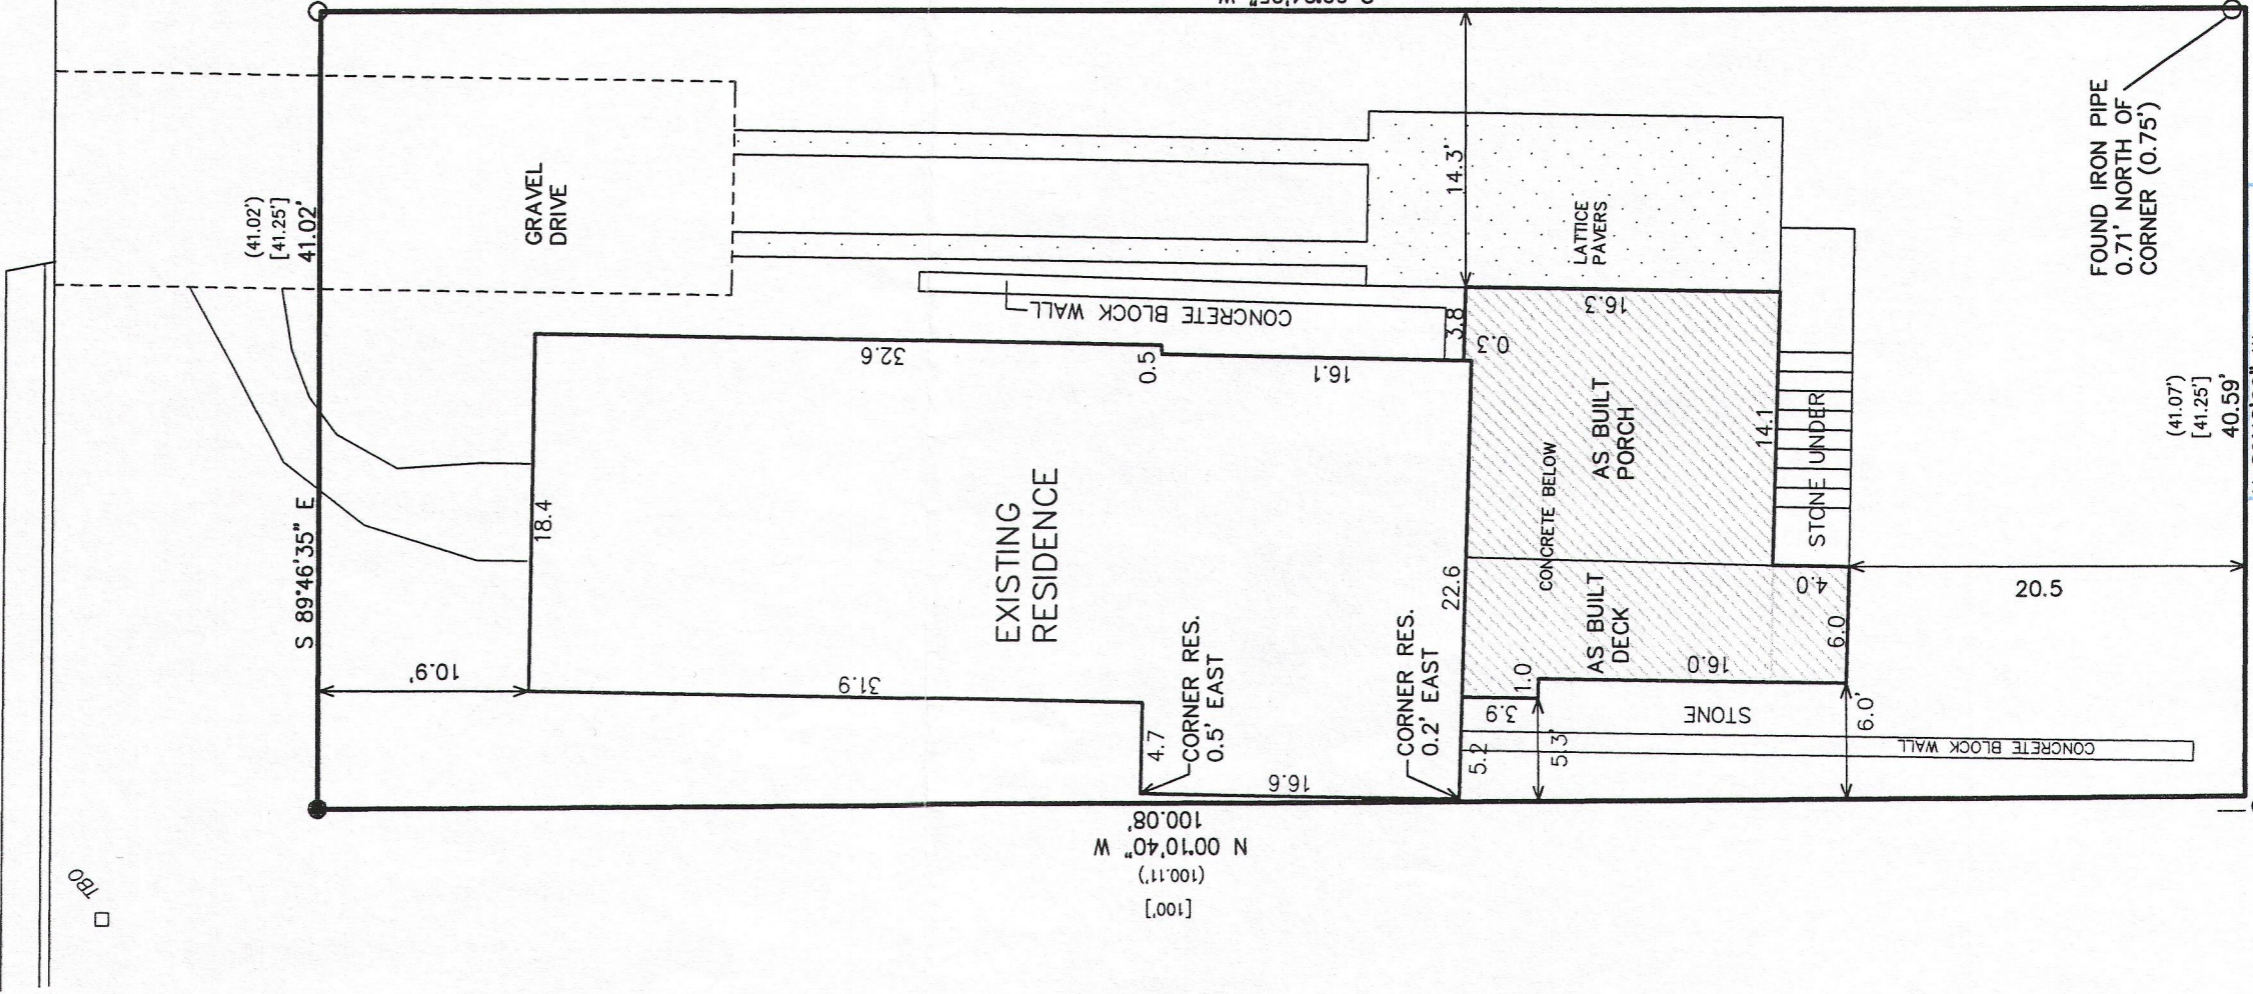 (41.02')
[41.25']
41.02'
S 89°46'35" E
GRAVEL
DRIVE
10.9'
18.4
32.6
0.5
16.1
31.9
EXISTING
RESIDENCE
4.7
CORNER RES.
0.5' EAST
16.6
CORNER RES.
0.2' EAST
22.6
CONCRETE BLOCK WALL
3.8
0.3
14.3'
LATTICE
PAVERS
16.3
AS BUILT
PORCH
14.1
CONCRETE BELOW
AS BUILT
DECK
16.0
1.0
3.9
5.2
5.3'
STONE
6.0'
6.0
4.0
STONE UNDER
CONCRETE BLOCK WALL
20.5
FOUND IRON PIPE
0.71' NORTH OF
CORNER (0.75')
(41.07')
[41.25']
40.59'
100.08'
N 00°10'40" W
(100.11')
[100']
TBO